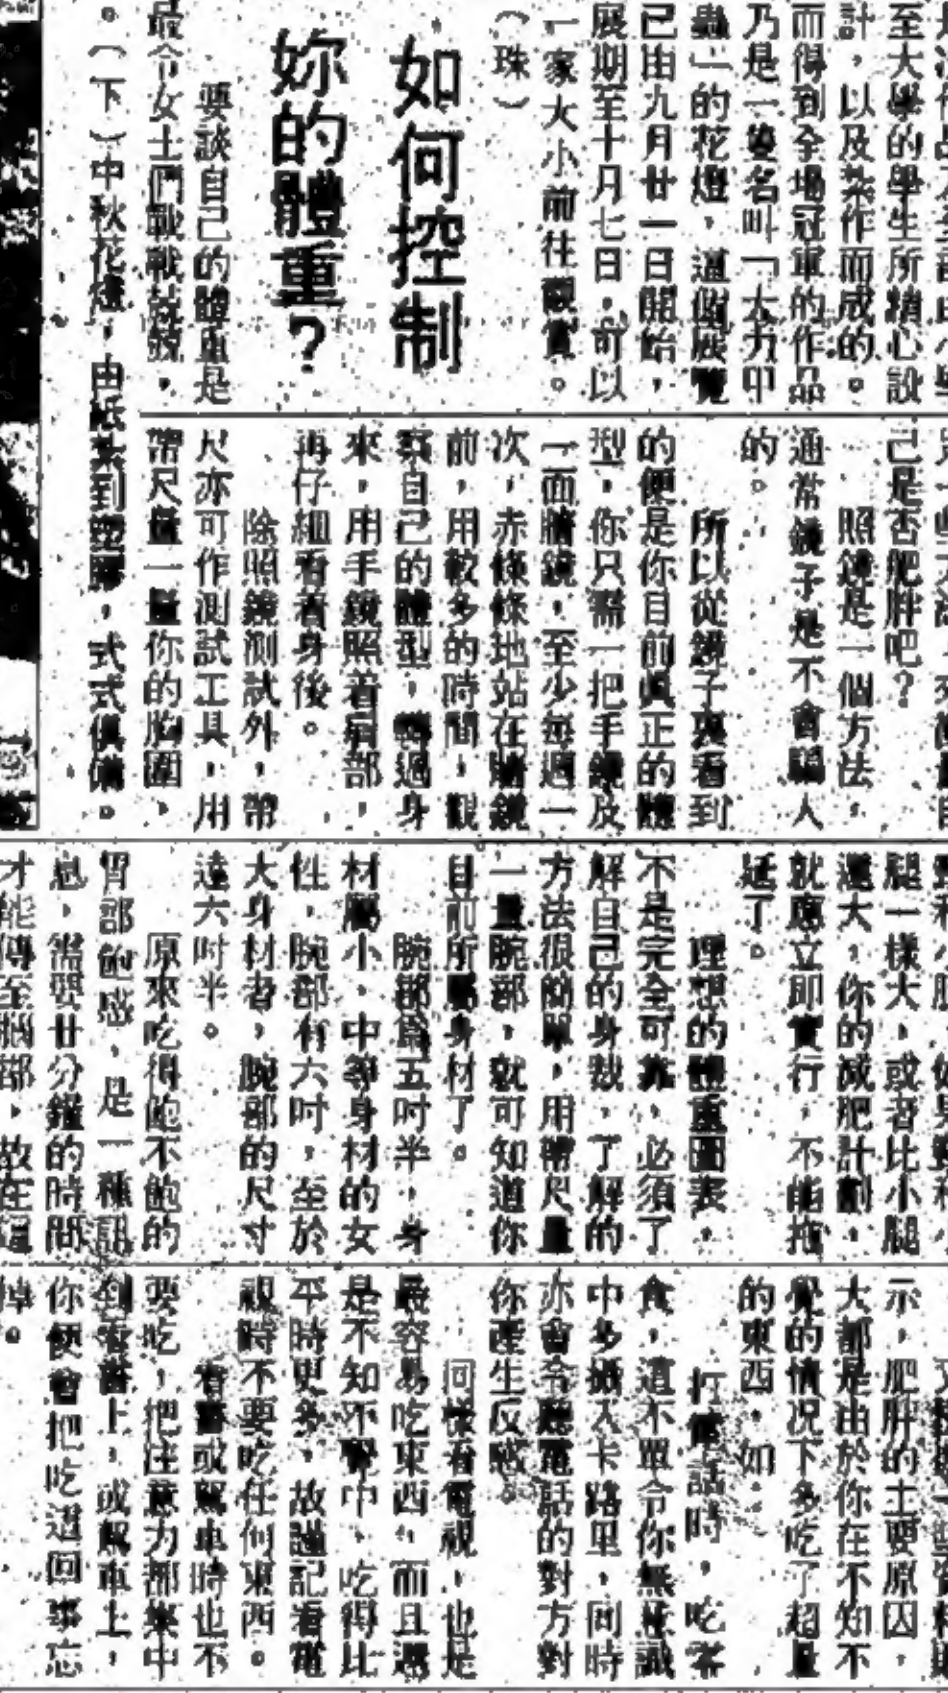 至大學的學生所精心設
計，以及紮作而成的。
而得到全場冠軍的作品
乃是一隻名叫「大力甲
蟲」的花燈，這個展覽
已由九月廿一日開始，
展期至十月七日。可以
一家大小前往觀賞。
（珠）
如何控制
妳的體重？
要談自己的體重是
最令女士們戰戰兢兢，
。（下）中秋花燈，由紙紮到塑膠，式式俱備。
己是否肥胖吧？
照鏡是一個方法，
通常鏡子是不會騙人
的。
所以從鏡子裏看到
的便是你目前眞正的體
型，你只需一把手鏡及
一面牆鏡，至少每週一
次，赤條條地站在牆鏡
前，用較多的時間，觀
察自己的體型，轉過身
來，用手鏡照着肩部，
再仔細看看身後。
除照鏡測試外，帶
尺亦可作測試工具，用
帶尺量一量你的胸圍，
腿一樣大，或者比小腿
還大，你的減肥計劃，
就應立即實行，不能拖
延了。
理想的體重圖表，
不是完全可靠，必須了
解自己的身裁，了解的
方法很簡單，用帶尺量
一量腕部，就可知道你
目前所屬身材了。
腕部爲五吋半，身
材屬小，中等身材的女
性，腕部有六吋，至於
大身材者，腕部的尺寸
達六吋半。
原來吃得飽不飽的
胃部飽感，是一種訊
息，需要廿分鐘的時間
才能傳至腦部，故在這
示，肥胖的主要原因，
大都是由於你在不知不
覺的情況下多吃了超量
的東西，如
打電話時，吃零
食，這不單令你無意識
中多攝入卡路里，同時
亦會令聽電話的對方對
你產生反感。
同樣看電視，也是
最容易吃東西，而且還
是不知不覺中，吃得比
平時更多，故謹記看電
視時不要吃任何東西。
看書或駕車時也不
要吃，把注意力都集中
到看書上，或駕車上，
你便會把吃這回事忘
掉。